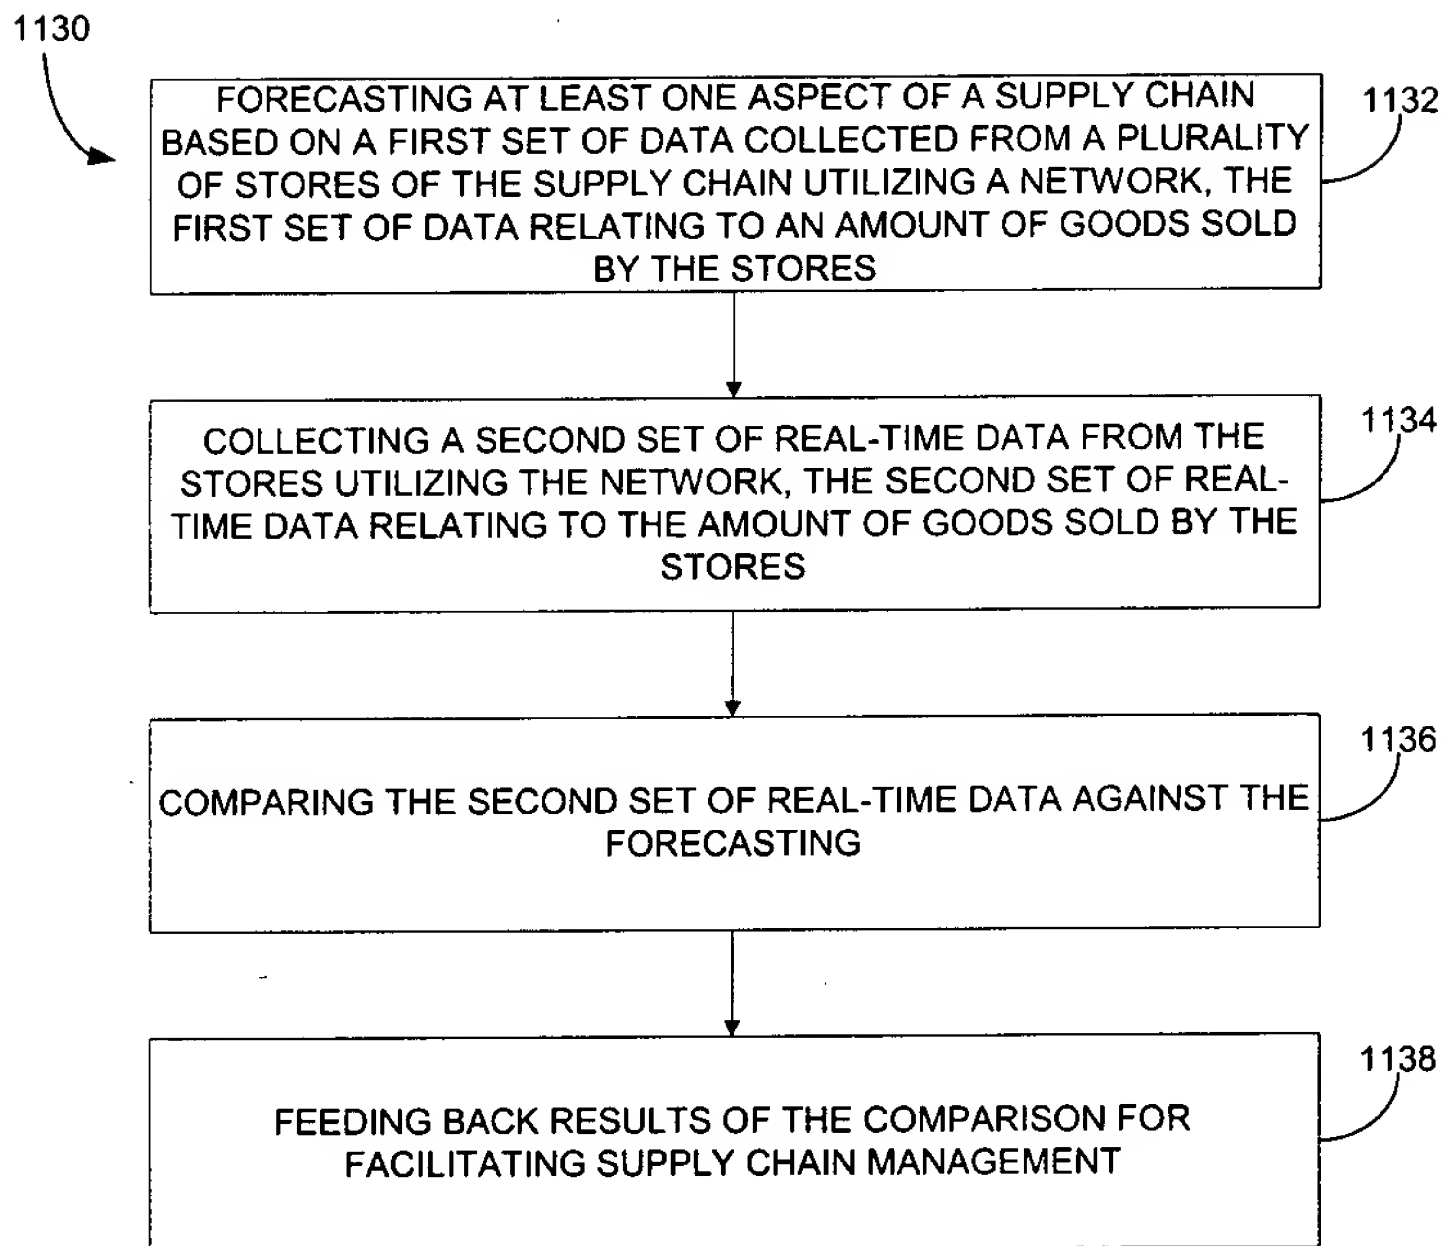 1130
FORECASTING AT LEAST ONE ASPECT OF A SUPPLY CHAIN
BASED ON A FIRST SET OF DATA COLLECTED FROM A PLURALITY
OF STORES OF THE SUPPLY CHAIN UTILIZING A NETWORK, THE
FIRST SET OF DATA RELATING TO AN AMOUNT OF GOODS SOLD
BY THE STORES
1132
COLLECTING A SECOND SET OF REAL-TIME DATA FROM THE
STORES UTILIZING THE NETWORK, THE SECOND SET OF REAL-
TIME DATA RELATING TO THE AMOUNT OF GOODS SOLD BY THE
STORES
1134
COMPARING THE SECOND SET OF REAL-TIME DATA AGAINST THE
FORECASTING
1136
FEEDING BACK RESULTS OF THE COMPARISON FOR
FACILITATING SUPPLY CHAIN MANAGEMENT
1138